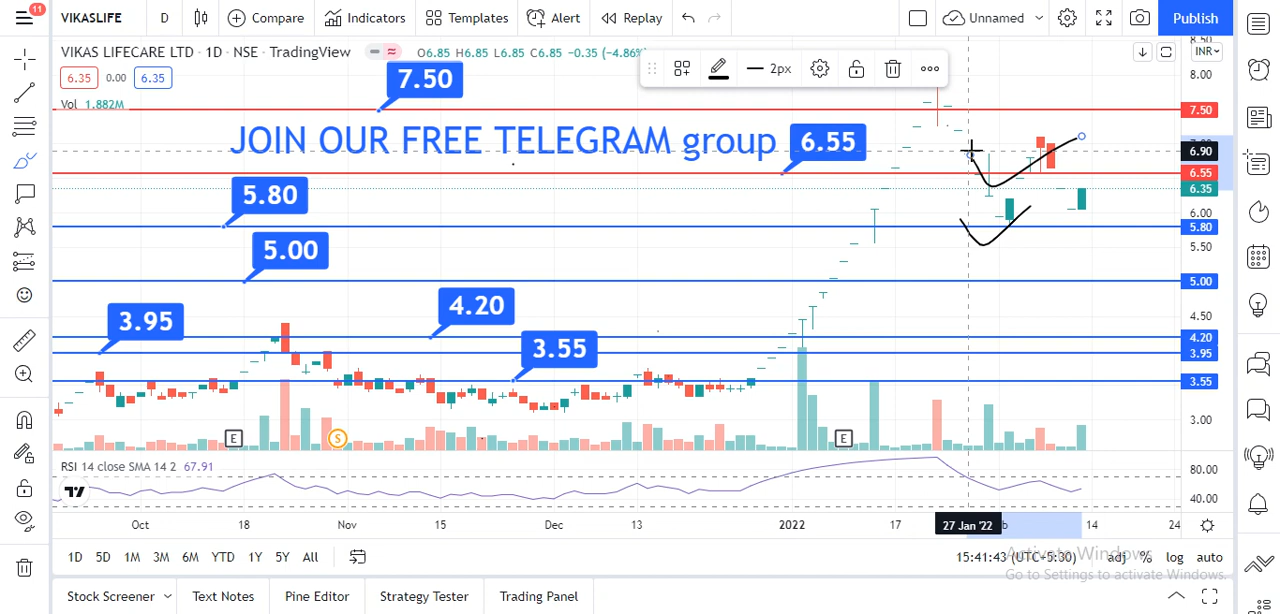 11
VIKASLIFE D Compare Indicators Templates Alert Replay Unnamed Publish
VIKAS LIFECARE LTD · 1D · NSE · TradingView O6.85 H6.85 L6.85 C6.85 −0.35 (−4.86%)
INR
2px
6.35 0.00 6.35
Vol 1.882M
7.50
JOIN OUR FREE TELEGRAM group
6.55
5.80
5.00
4.20
3.95
3.55
8.50
8.00
7.50
6.90
6.55
6.35
6.00
5.80
5.50
5.00
4.50
4.20
3.95
3.55
3.00
E S E
RSI 14 close SMA 14 2 67.91
80.00
40.00
Oct 18 Nov 15 Dec 13 2022 17 27 Jan '22 14 24
1D 5D 1M 3M 6M YTD 1Y 5Y All 15:41:43 (UTC+5:30) adj % log auto
Activate Windows
Go to Settings to activate Windows.
Stock Screener Text Notes Pine Editor Strategy Tester Trading Panel